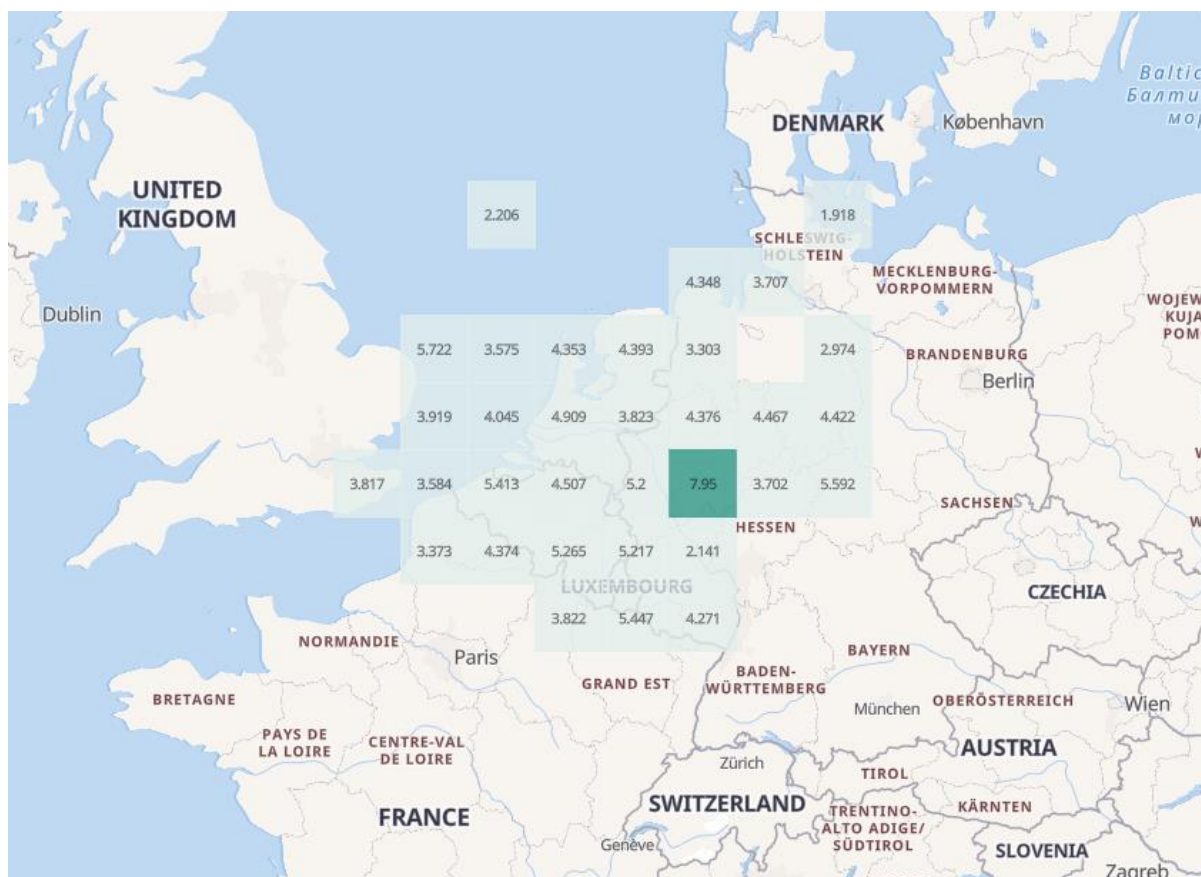 Baltic
Балти
мор
DENMARK
København
UNITED
KINGDOM
2.206
1.918
SCHLESWIG-
HOLSTEIN
4.348
3.707
MECKLENBURG-
VORPOMMERN
Dublin
WOJEW
KUJA
POM
5.722
3.575
4.353
4.393
3.303
2.974
BRANDENBURG
Berlin
3.919
4.045
4.909
3.823
4.376
4.467
4.422
3.817
3.584
5.413
4.507
5.2
7.95
3.702
5.592
W
SACHSEN
HESSEN
W
3.373
4.374
5.265
5.217
2.141
LUXEMBOURG
CZECHIA
3.822
5.447
4.271
NORMANDIE
Paris
BAYERN
GRAND EST
BADEN-
WÜRTTEMBERG
BRETAGNE
München
OBERÖSTERREICH
Wien
PAYS DE
LA LOIRE
CENTRE-VAL
DE LOIRE
AUSTRIA
Zürich
TIROL
SWITZERLAND
KÄRNTEN
FRANCE
TRENTINO-
ALTO ADIGE/
SÜDTIROL
Genève
SLOVENIA
Zagreb